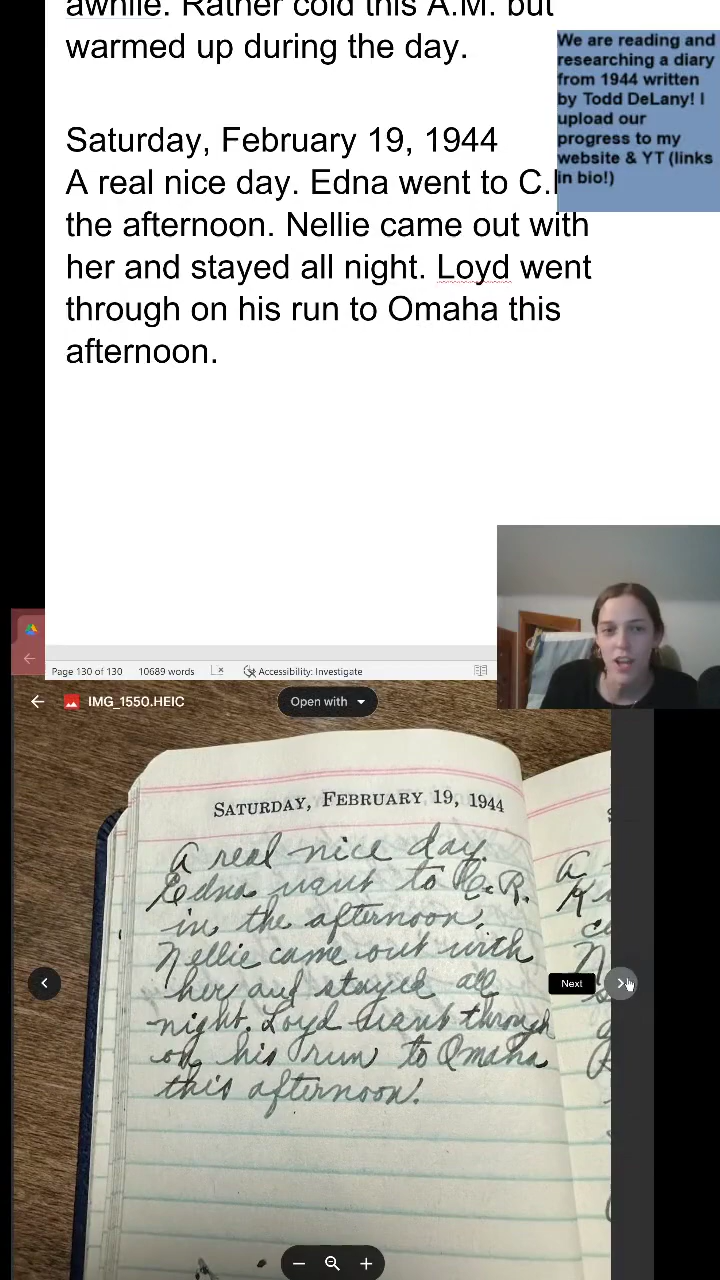 awhile. Rather cold this A.M. but
warmed up during the day.
We are reading and
researching a diary
from 1944 written
by Todd DeLany! I
upload our
progress to my
website & YT (links
in bio!)
Saturday, February 19, 1944
A real nice day. Edna went to C.
the afternoon. Nellie came out with
her and stayed all night. Loyd went
through on his run to Omaha this
afternoon.
Page 130 of 130 10689 words Accessibility: Investigate
IMG_1550.HEIC Open with
SATURDAY, FEBRUARY 19, 1944
A real nice day.
Edna went to C.R.
in the afternoon.
Nellie came out with
her and stayed all
night. Loyd went through
on his run to Omaha
this afternoon.
A
Next